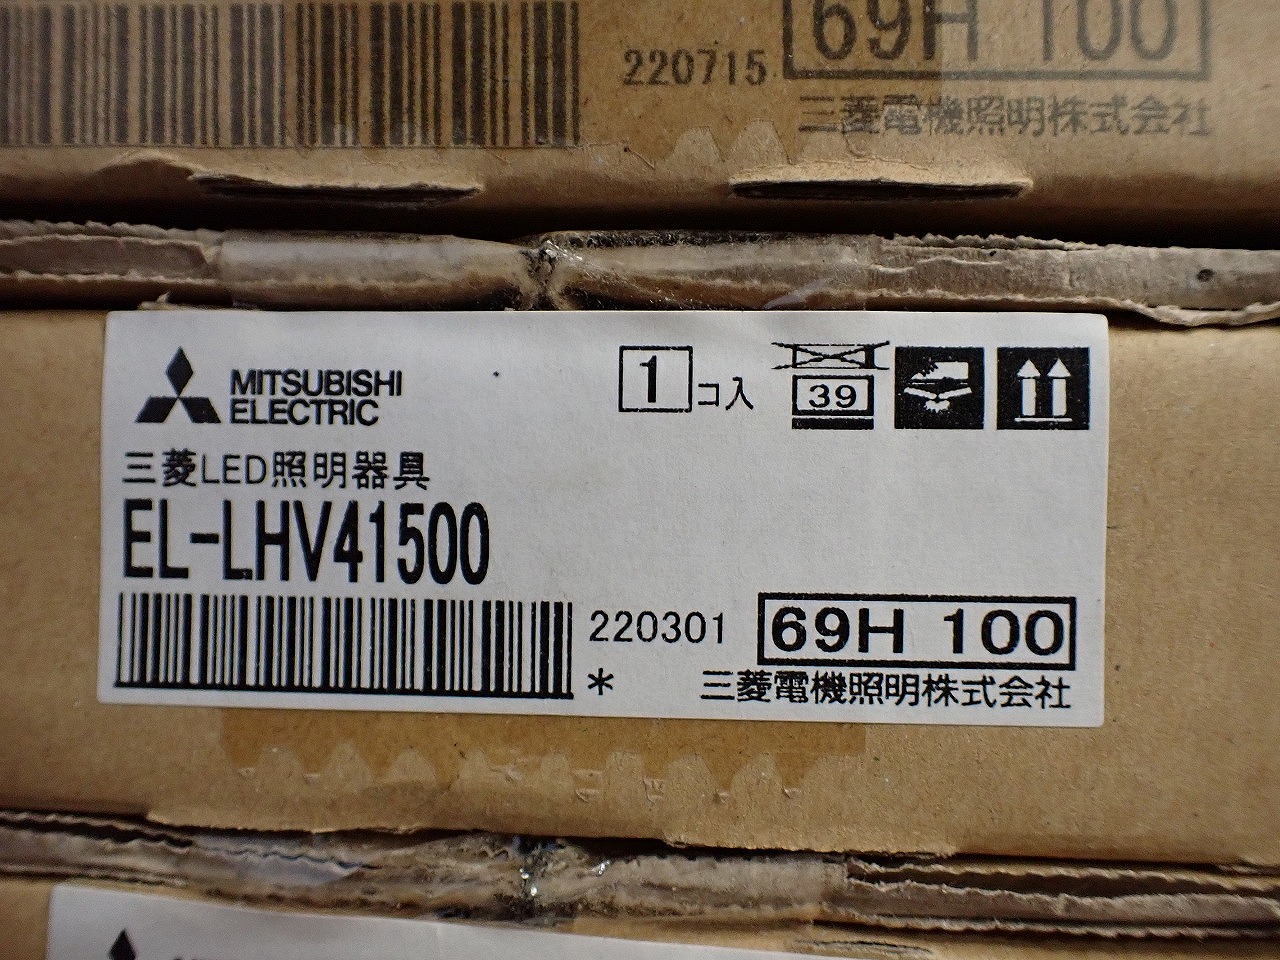 69H 100
220715
三菱電機照明株式会社
MITSUBISHI
ELECTRIC
1コ入
39
三菱LED照明器具
EL-LHV41500
220301
69H 100
*
三菱電機照明株式会社